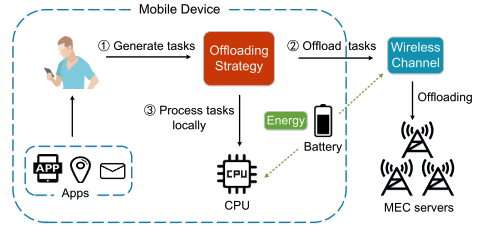 Mobile Device
① Generate tasks
Offloading
Strategy
② Offload tasks
Wireless
Channel
③ Process tasks
locally
Energy
Offloading
Battery
APP
Apps
CPU
CPU
MEC servers